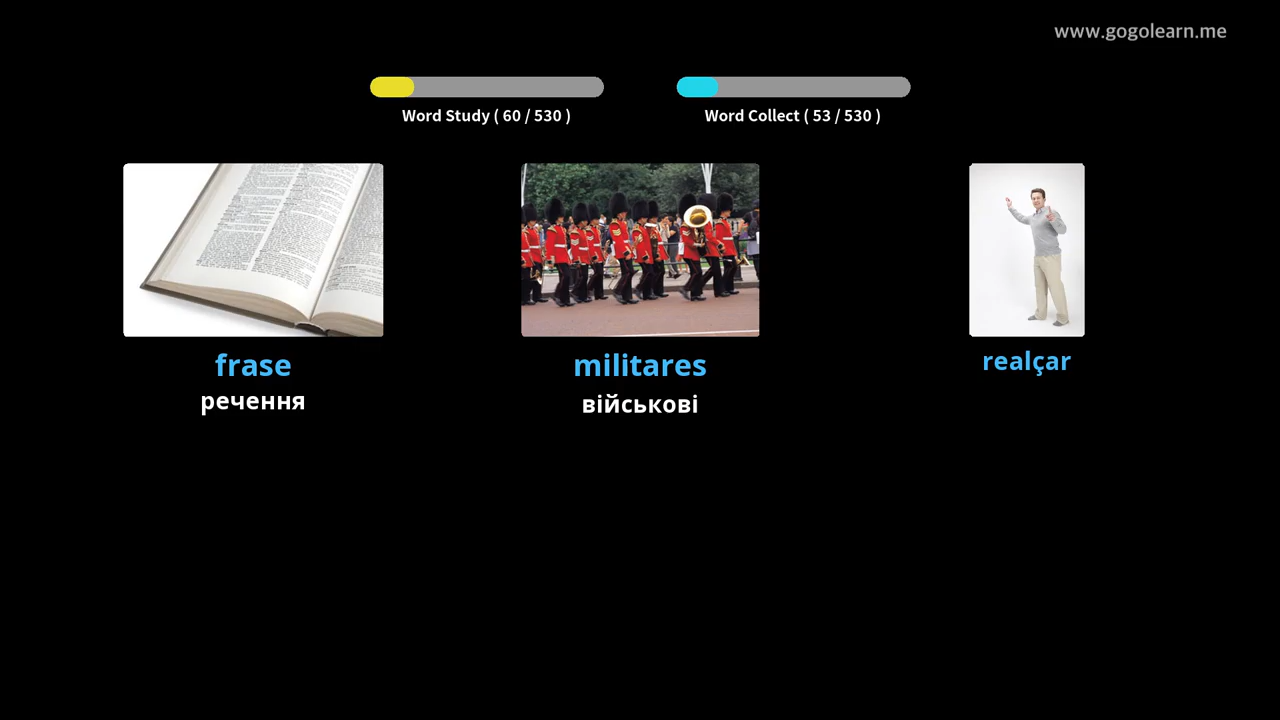 www.gogolearn.me
Word Study ( 60 / 530 )
Word Collect ( 53 / 530 )
frase
militares
realçar
речення
військові